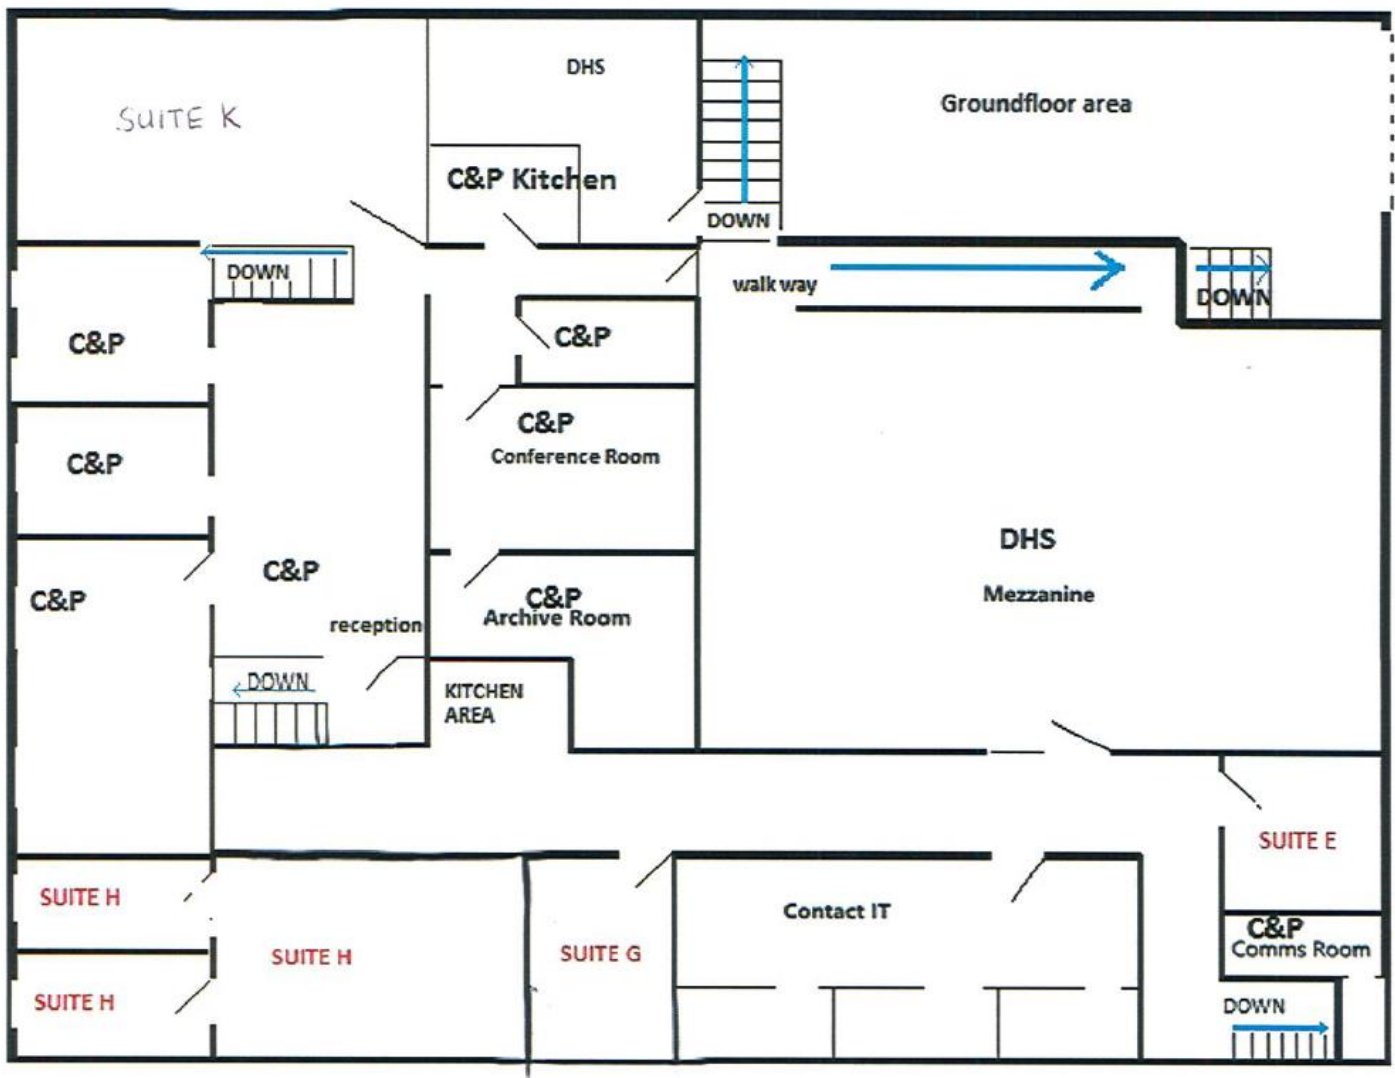 DHS
Groundfloor area
SUITE K
C&P Kitchen
DOWN
DOWN
walk way
DOWN
C&P
C&P
C&P
Conference Room
C&P
DHS
Mezzanine
C&P
C&P
C&P
Archive Room
reception
DOWN
KITCHEN
AREA
SUITE E
SUITE H
Contact IT
C&P
Comms Room
SUITE H
SUITE G
SUITE H
DOWN